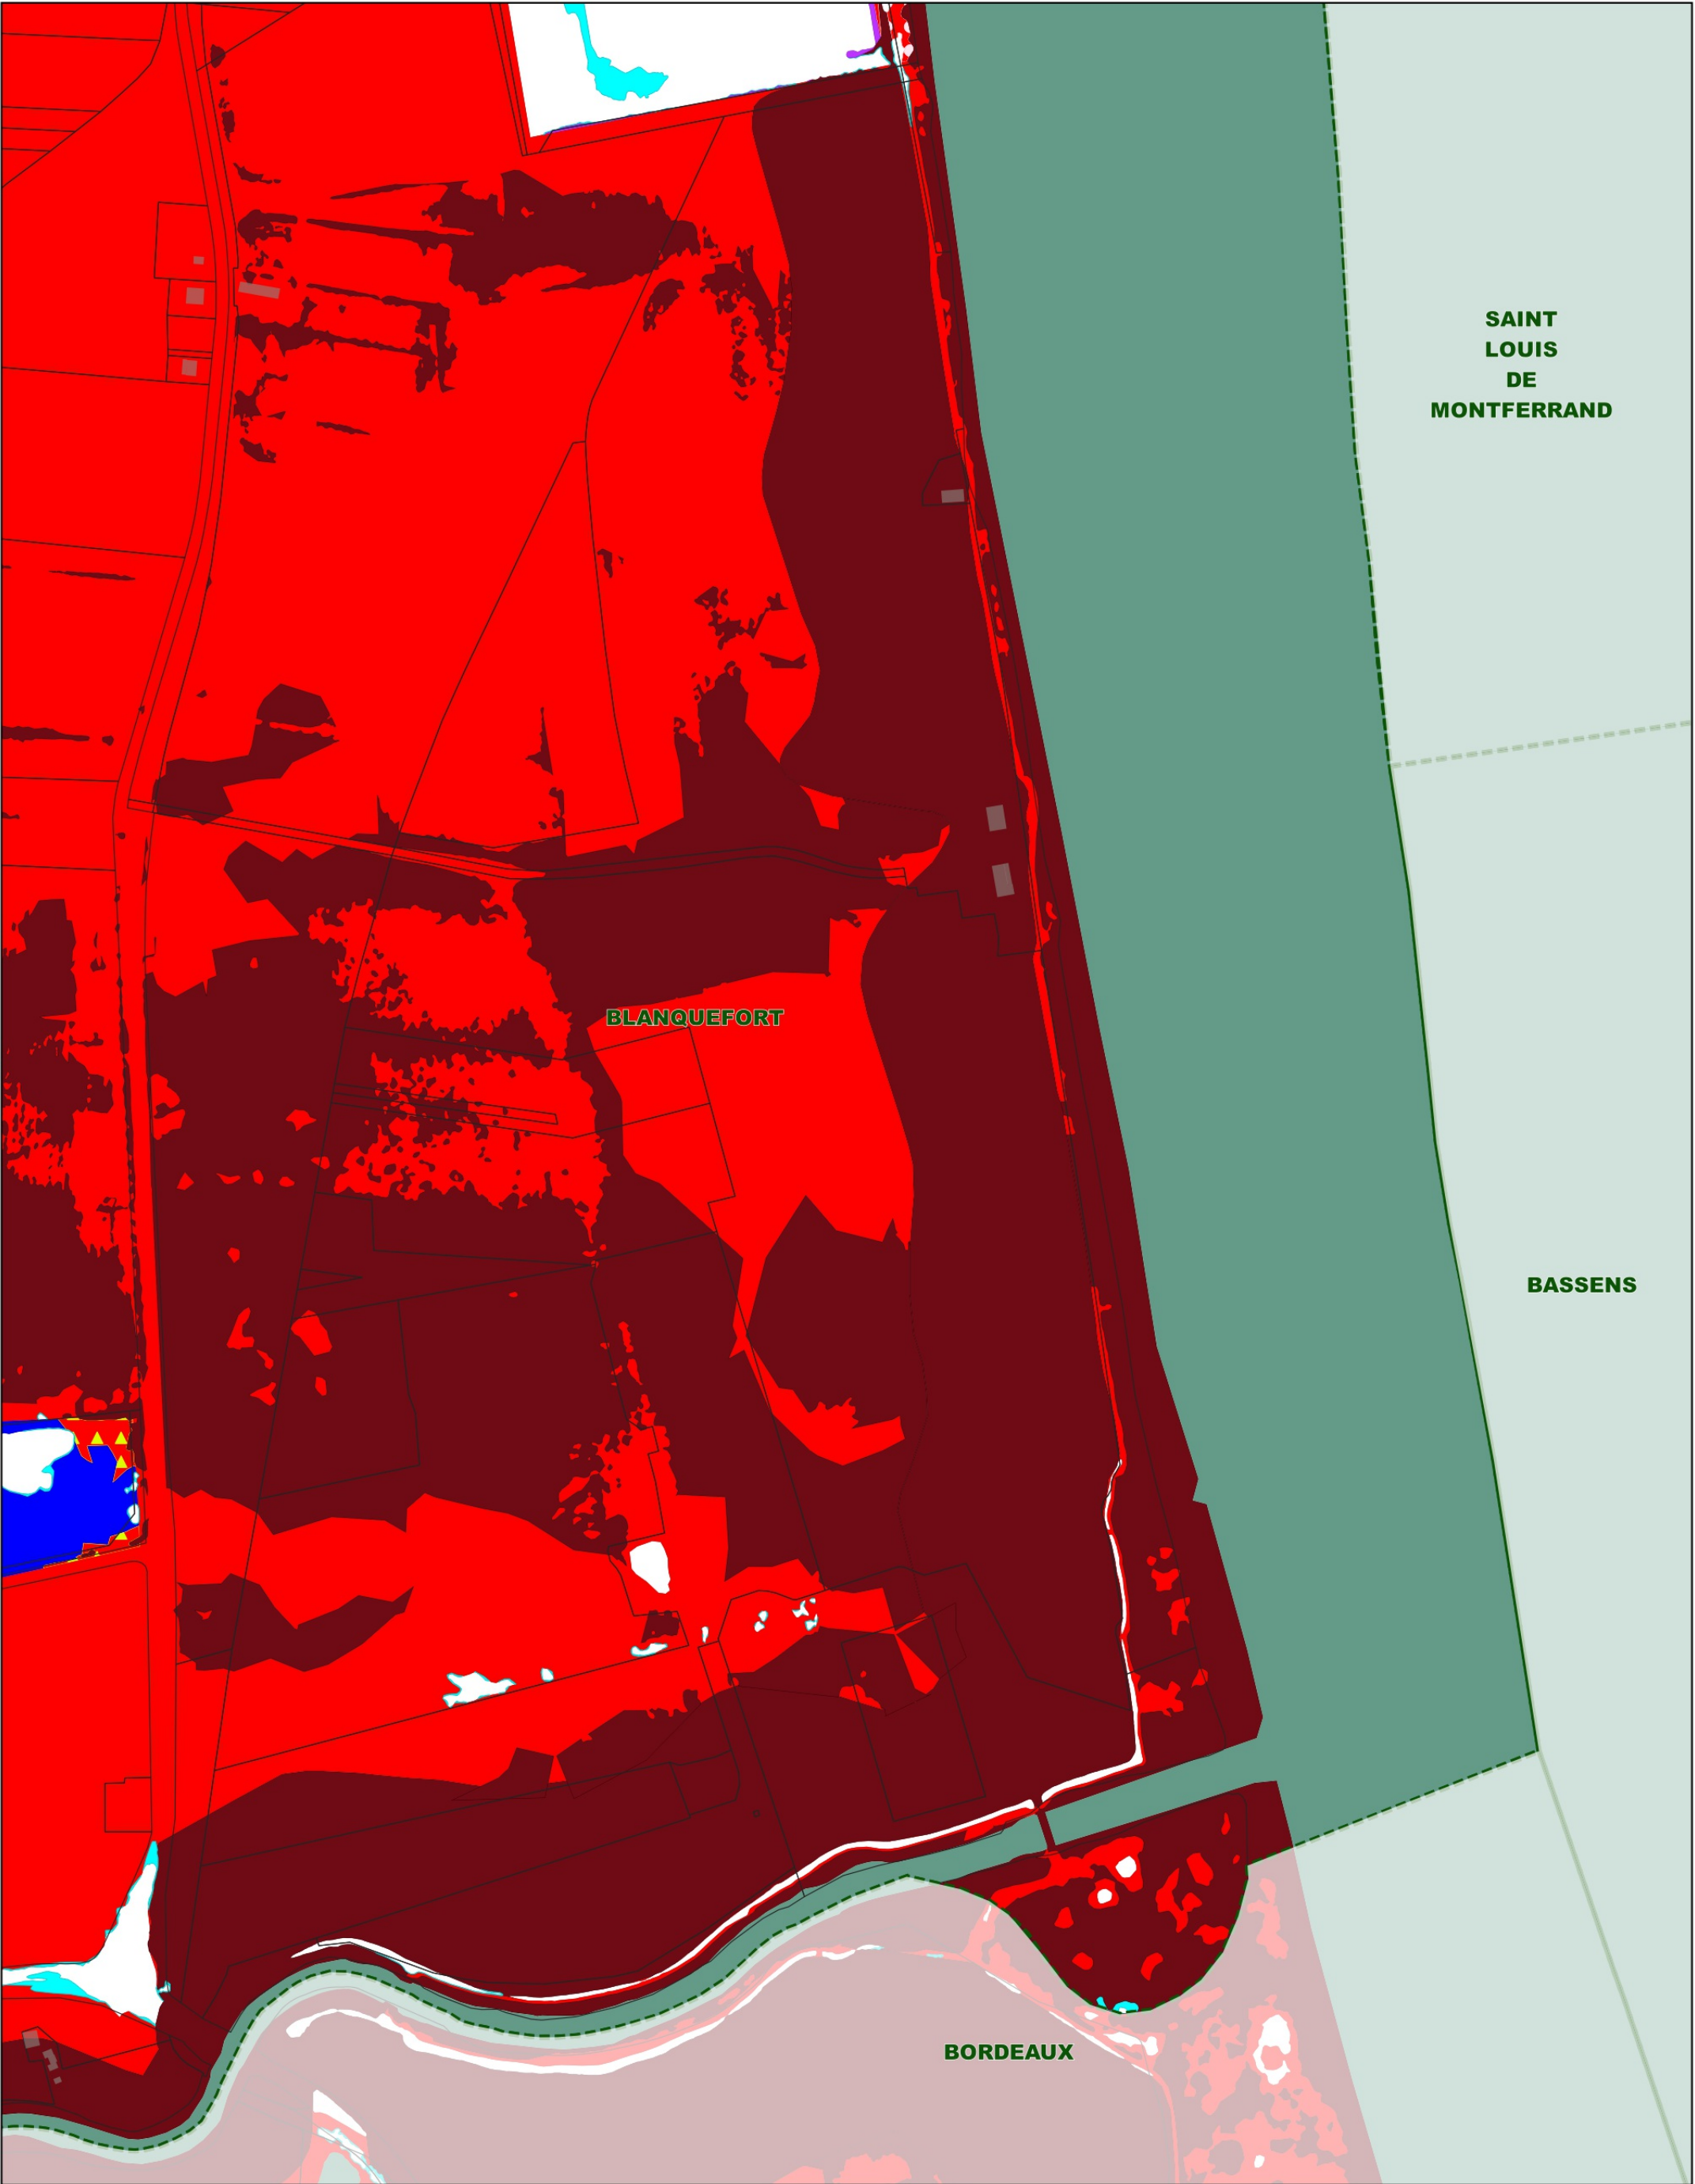 SAINT
LOUIS
DE
MONTFERRAND
BLANQUEFORT
BASSENS
BORDEAUX